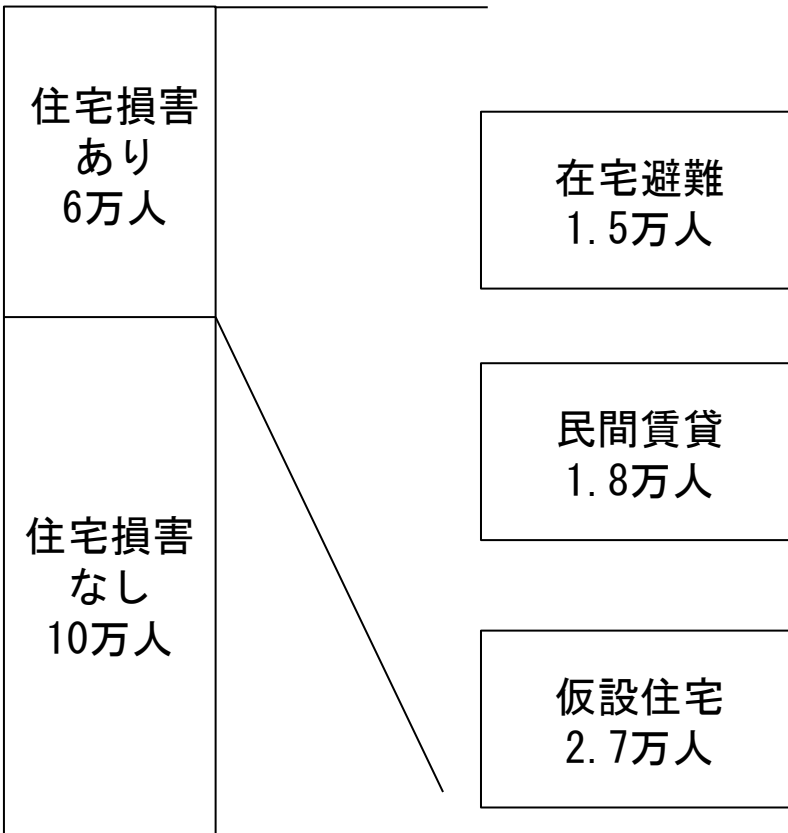 住宅損害
あり
6万人
住宅損害
なし
10万人
在宅避難
1.5万人
民間賃貸
1.8万人
仮設住宅
2.7万人